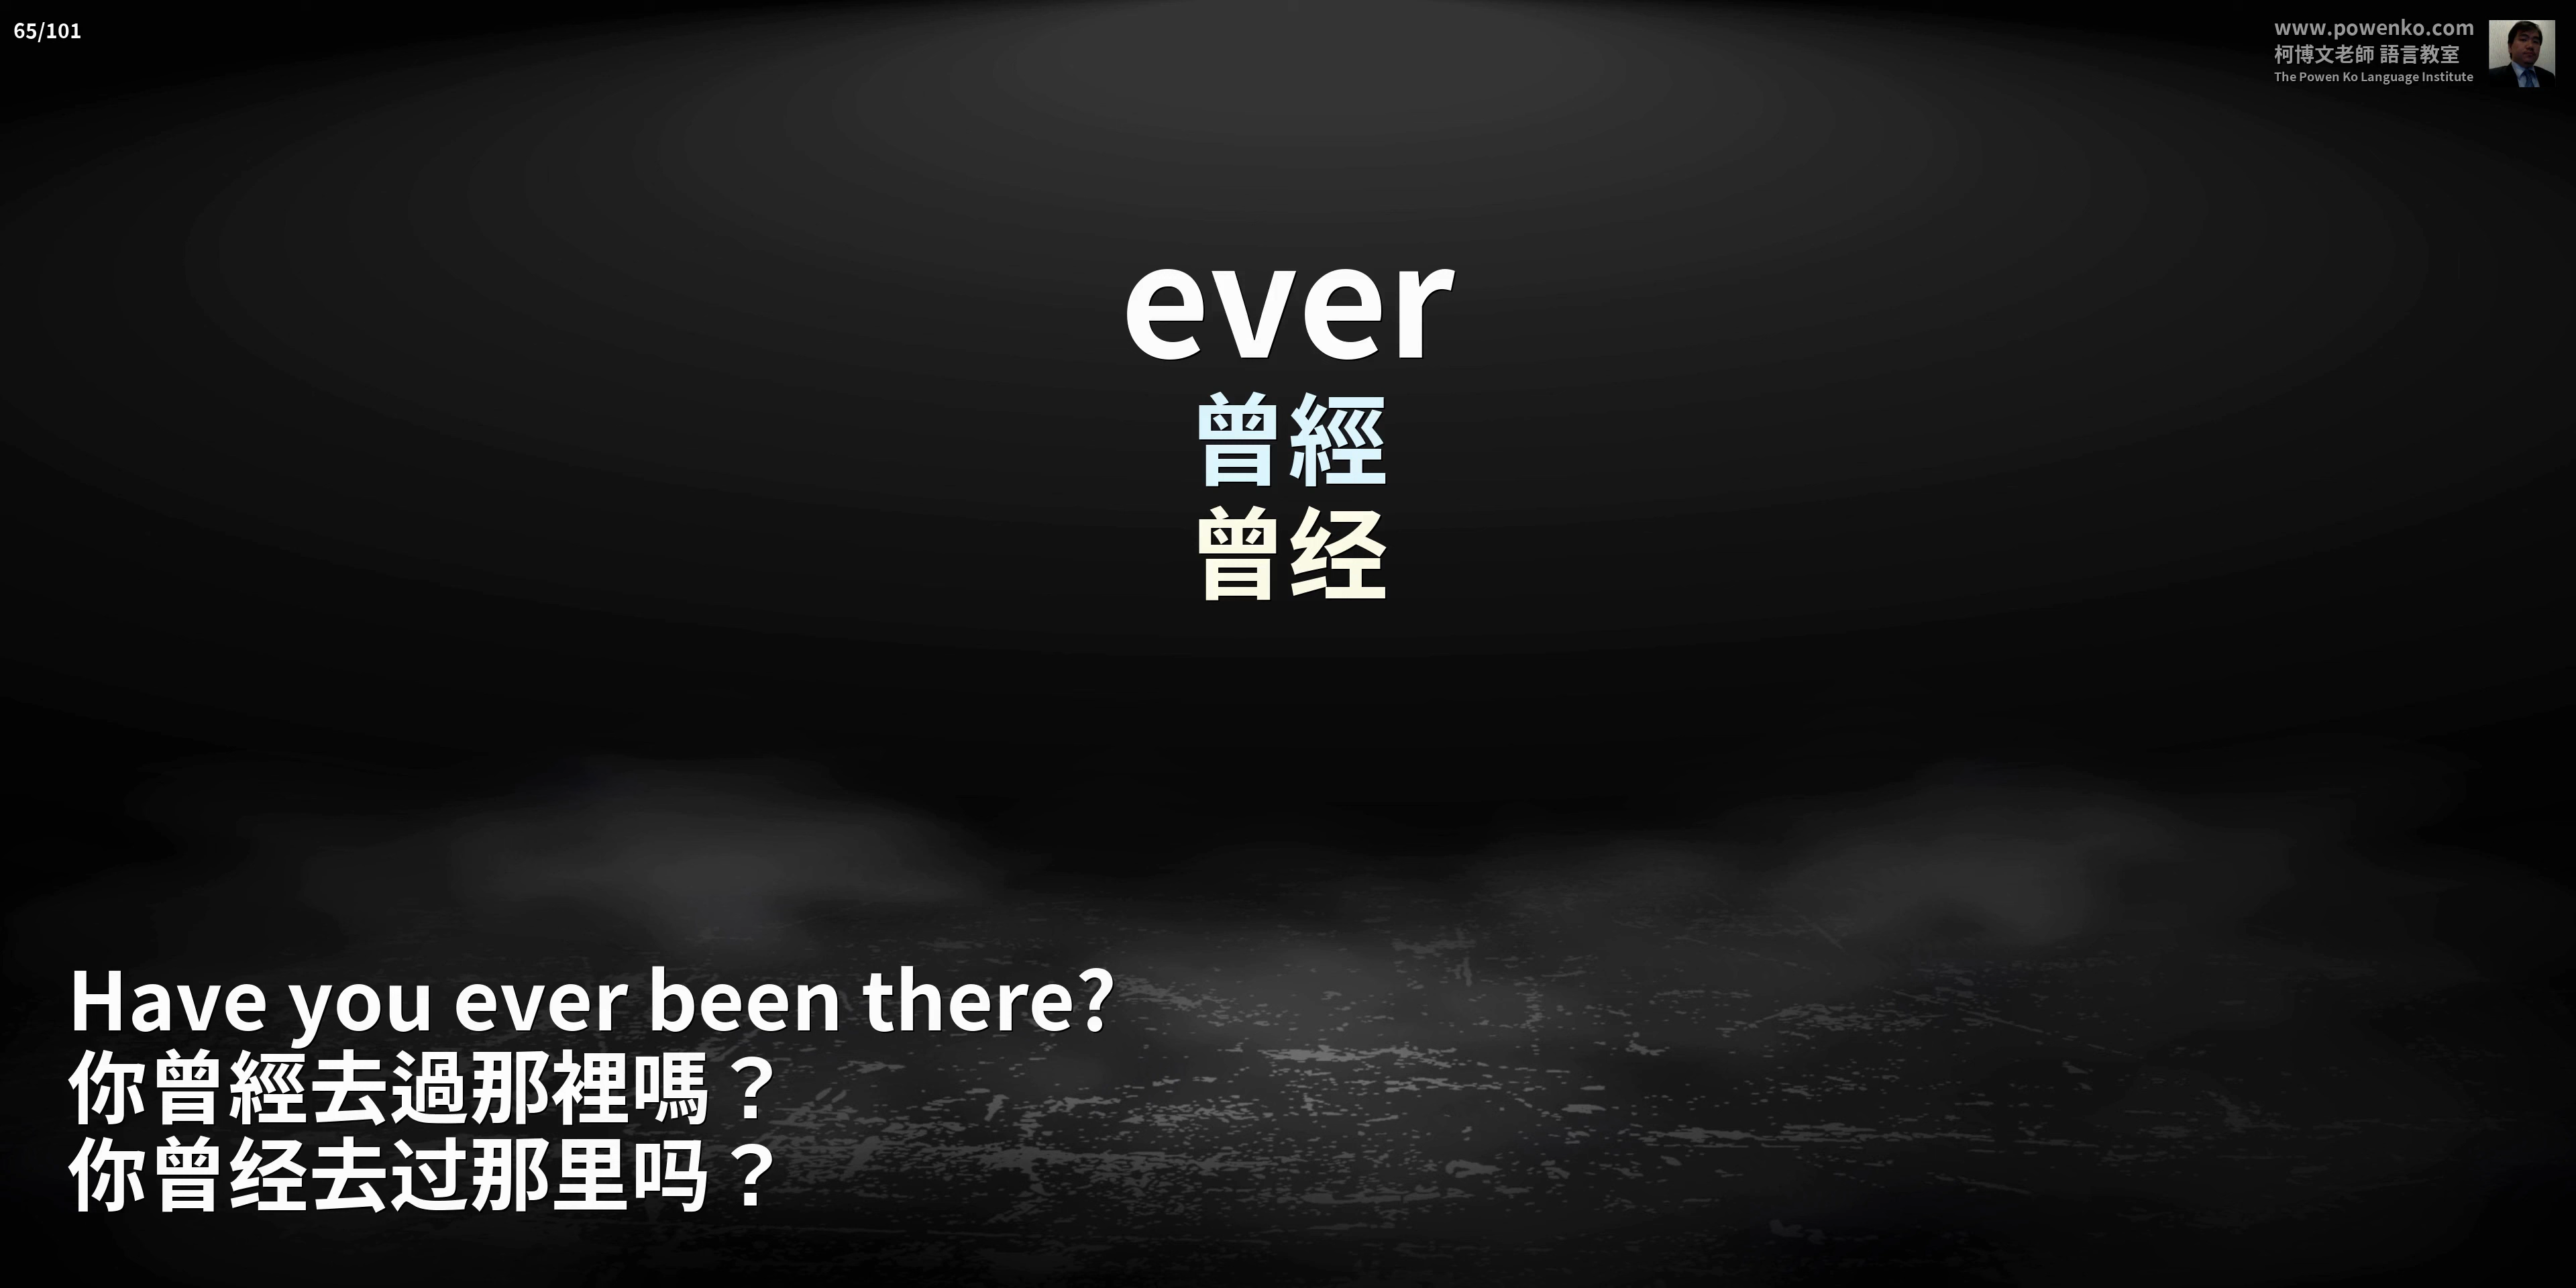 65/101
www.powenko.com
柯博文老師 語言教室
The Powen Ko Language Institute
ever
曾經
曾经
Have you ever been there?
你曾經去過那裡嗎？
你曾经去过那里吗？